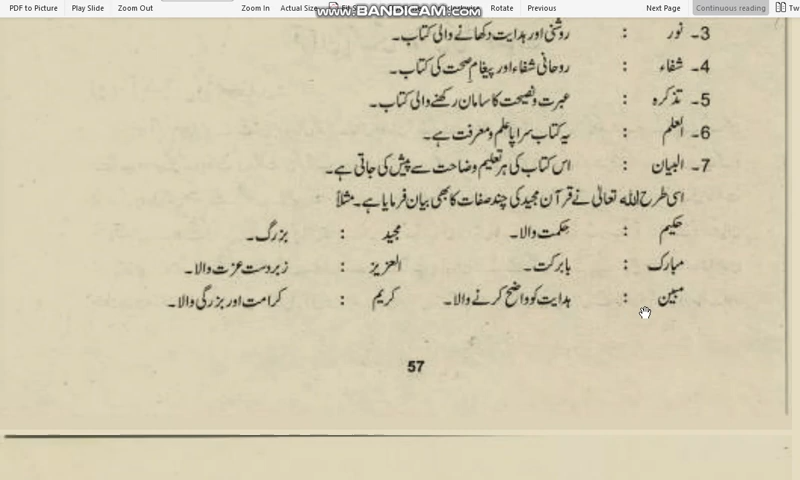 PDF to Picture Play Slide Zoom Out Zoom In Actual Size Rotate Previous Next Page Continuous reading Tw
www.BANDICAM.com
3- نور : روشنی اور ہدایت دکھانے والی کتاب۔
4- شفاء : روحانی شفاء اور پیغامِ صحت کی کتاب۔
5- تذکرہ : عبرت و نصیحت کا سامان رکھنے والی کتاب۔
6- العلم : یہ کتاب سراپا علم و معرفت ہے۔
7- البیان : اس کتاب کی ہر تعلیم وضاحت سے پیش کی جاتی ہے۔
اسی طرح اللہ تعالیٰ نے قرآن مجید کی چند صفات کا بھی بیان فرمایا ہے۔ مثلاً
حکیم : حکمت والا۔ مجید : بزرگ۔
مبارک : بابرکت۔ العزیز : زبردست عزت والا۔
مبین : ہدایت کو واضح کرنے والا۔ کریم : کرامت اور بزرگی والا۔
57